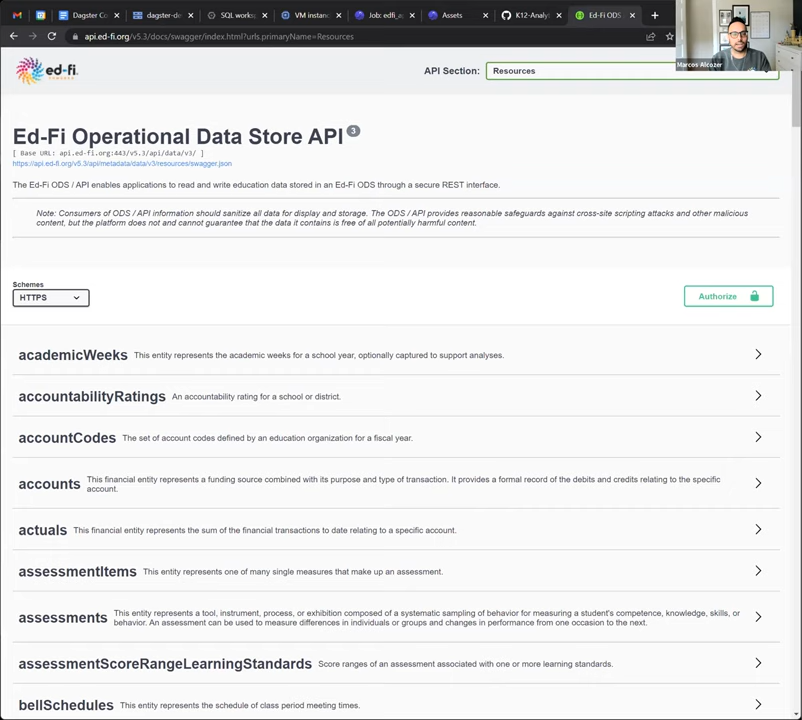 Dagster Co
dagster-de
SQL works
VM instanc
Job: edfi_a
Assets
K12-Analy
Ed-Fi ODS
api.ed-fi.org/v5.3/docs/swagger/index.html?urls.primaryName=Resources
Marcos Alcozer
ed-fi
API Section:
Resources
Ed-Fi Operational Data Store API 3
[ Base URL: api.ed-fi.org:443/v5.3/api/data/v3/ ]
https://api.ed-fi.org/v5.3/api/metadata/data/v3/resources/swagger.json
The Ed-Fi ODS / API enables applications to read and write education data stored in an Ed-Fi ODS through a secure REST interface.
Note: Consumers of ODS / API information should sanitize all data for display and storage. The ODS / API provides reasonable safeguards against cross-site scripting attacks and other malicious
content, but the platform does not and cannot guarantee that the data it contains is free of all potentially harmful content.
Schemes
HTTPS
Authorize
academicWeeks This entity represents the academic weeks for a school year, optionally captured to support analyses.
accountabilityRatings An accountability rating for a school or district.
accountCodes The set of account codes defined by an education organization for a fiscal year.
accounts This financial entity represents a funding source combined with its purpose and type of transaction. It provides a formal record of the debits and credits relating to the specific
account.
actuals This financial entity represents the sum of the financial transactions to date relating to a specific account.
assessmentItems This entity represents one of many single measures that make up an assessment.
assessments This entity represents a tool, instrument, process, or exhibition composed of a systematic sampling of behavior for measuring a student's competence, knowledge, skills, or
behavior. An assessment can be used to measure differences in individuals or groups and changes in performance from one occasion to the next.
assessmentScoreRangeLearningStandards Score ranges of an assessment associated with one or more learning standards.
bellSchedules This entity represents the schedule of class period meeting times.